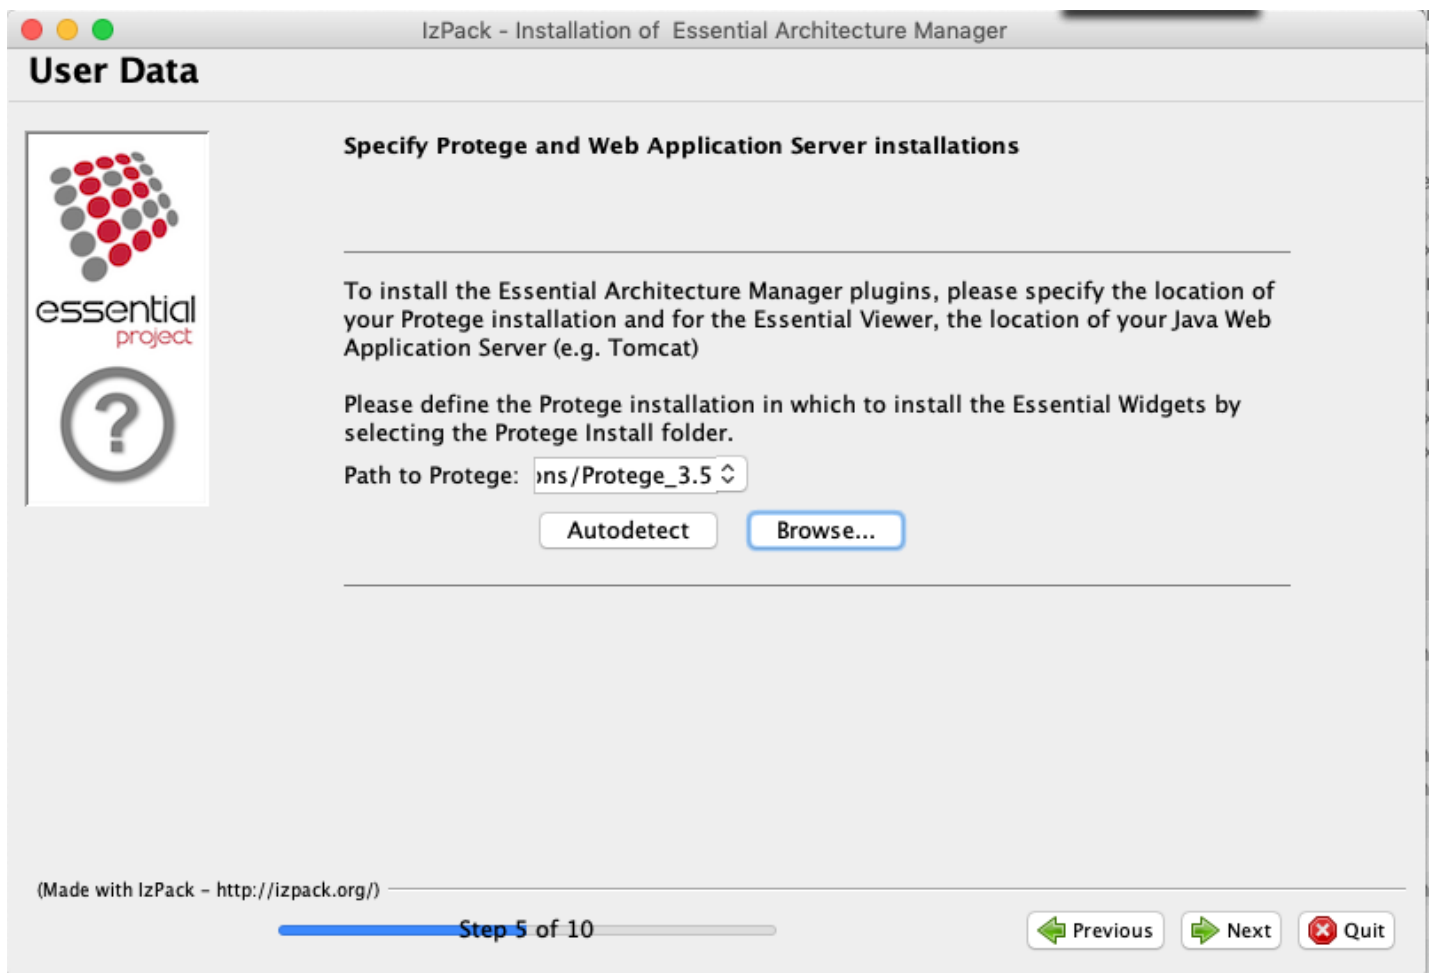 IzPack - Installation of Essential Architecture Manager
User Data
essential
project
?
Specify Protege and Web Application Server installations
To install the Essential Architecture Manager plugins, please specify the location of
your Protege installation and for the Essential Viewer, the location of your Java Web
Application Server (e.g. Tomcat)
Please define the Protege installation in which to install the Essential Widgets by
selecting the Protege Install folder.
Path to Protege: ons/Protege_3.5
Autodetect Browse...
(Made with IzPack - http://izpack.org/)
Step 5 of 10 Previous Next Quit